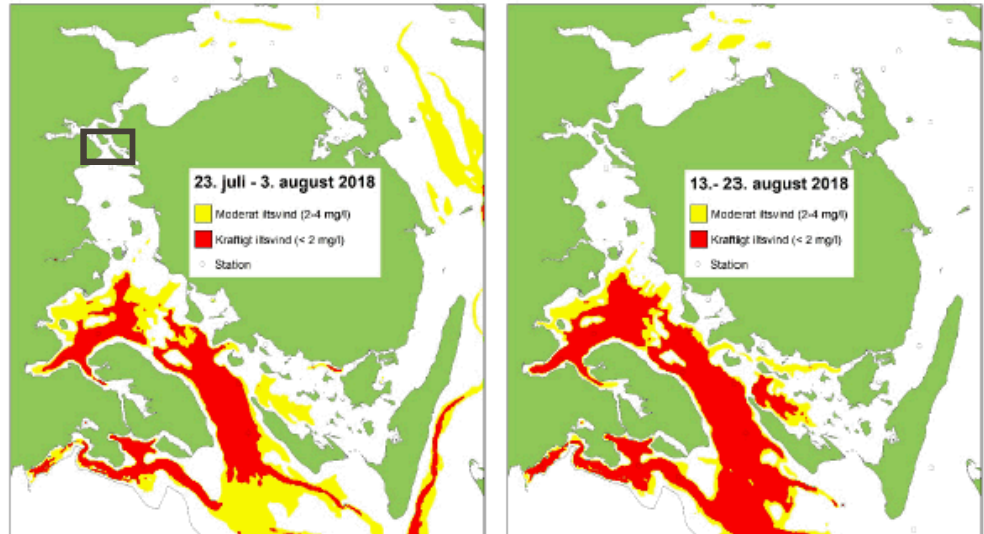 23. juli - 3. august 2018
Moderat iltsvind (2-4 mg/l)
Kraftigt iltsvind (< 2 mg/l)
Station
13.- 23. august 2018
Moderat iltsvind (2-4 mg/l)
Kraftigt iltsvind (< 2 mg/l)
Station